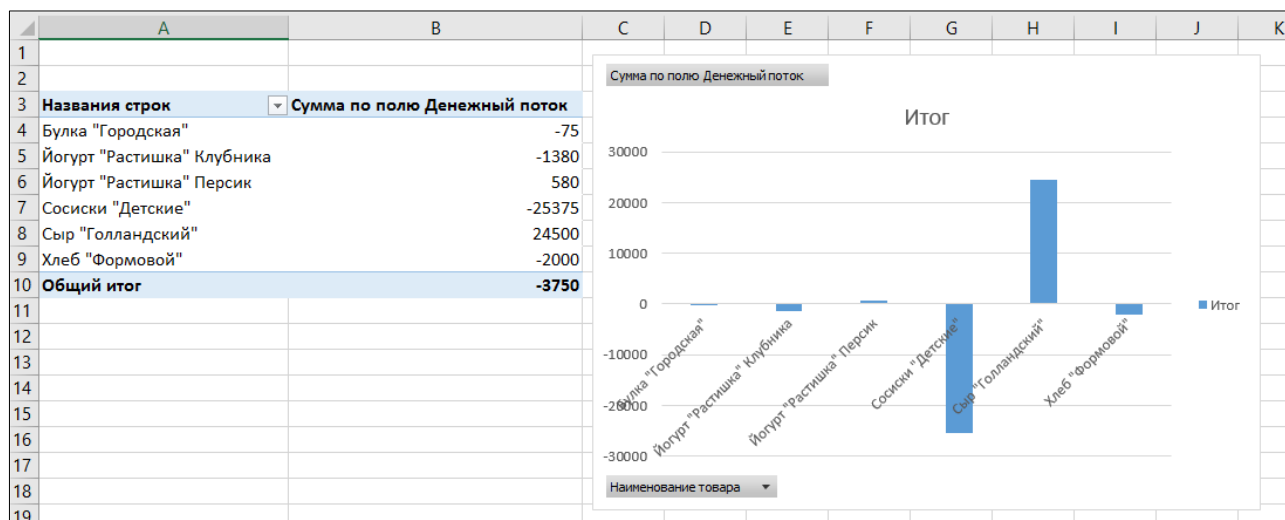 A B C D E F G H I J K
1
2
3 Названия строк Сумма по полю Денежный поток
4 Булка "Городская" -75
5 Йогурт "Растишка" Клубника -1380
6 Йогурт "Растишка" Персик 580
7 Сосиски "Детские" -25375
8 Сыр "Голландский" 24500
9 Хлеб "Формовой" -2000
10 Общий итог -3750
11
12
13
14
15
16
17
18
19
Сумма по полю Денежный поток
Итог
30000
20000
10000
0
-10000
-20000
-30000
Булка "Городская"
Йогурт "Растишка" Клубника
Йогурт "Растишка" Персик
Сосиски "Детские"
Сыр "Голландский"
Хлеб "Формовой"
Итог
Наименование товара